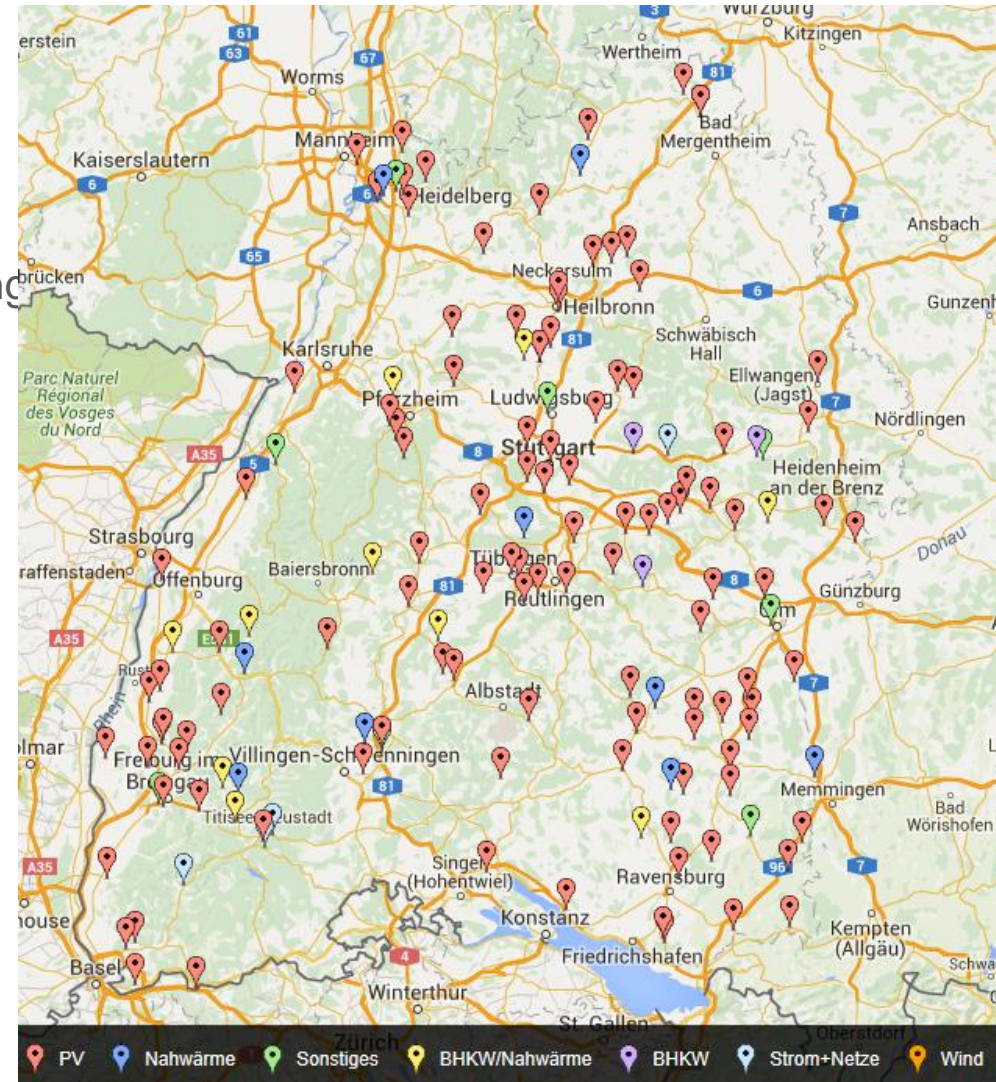 Würzburg
3
61
Kitzingen
erstein
Wertheim
63
67
81
Worms
Bad
Mergentheim
Mannheim
Kaiserslautern
6
6
Heidelberg
7
Ansbach
65
brücken
Neckarsulm
6
Gunzenh
Heilbronn
Schwäbisch
Hall
81
Karlsruhe
Parc Naturel
Régional
des Vosges
du Nord
Ellwangen
(Jagst)
Pforzheim
Ludwigsburg
7
Nördlingen
A35
5
8
Stuttgart
Heidenheim
an der Brenz
Strasbourg
Donau
raffenstaden
Offenburg
Baiersbronn
Tübingen
81
8
Günzburg
Reutlingen
Ulm
A35
Rust
7
Albstadt
Rhein
olmar
Freiburg im
Breisgau
Villingen-Schwenningen
81
Memmingen
Bad
Wörishofen
Titisee-Neustadt
A35
Singen
(Hohentwiel)
96
7
Ravensburg
house
Konstanz
Kempten
(Allgäu)
4
Friedrichshafen
Basel
Schwa
Winterthur
St. Gallen
Oberstdorf
Zürich
PV Nahwärme Sonstiges BHKW/Nahwärme BHKW Strom+Netze Wind